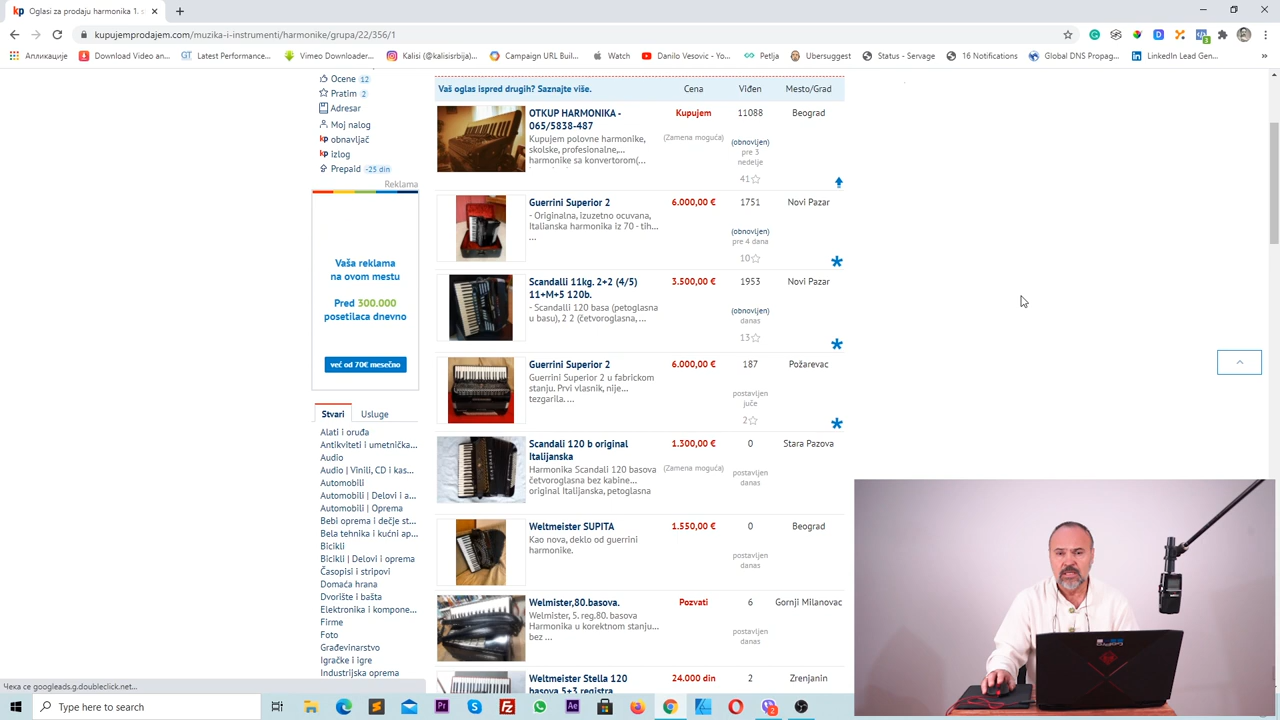 Oglasi za prodaju harmonika 1. s
kupujemprodajem.com/muzika-i-instrumenti/harmonike/grupa/22/356/1
Апликације
Download Video an...
Latest Performance...
Vimeo Downloader...
Kalisi (@kalisisrbija)...
Campaign URL Buil...
Watch
Danilo Vesovic - Yo...
Petlja
Ubersuggest
Status - Servage
16 Notifications
Global DNS Propag...
LinkedIn Lead Gen...
Ocene 12
Pratim 2
Adresar
Moj nalog
kp obnavljač
kp izlog
Prepaid -25 din
Reklama
Vaša reklama
na ovom mestu
Pred 300.000
posetilaca dnevno
već od 70€ mesečno
Stvari Usluge
Alati i oruđa
Antikviteti i umetnička...
Audio
Audio | Vinili, CD i kas...
Automobili
Automobili | Delovi i a...
Automobili | Oprema
Bebi oprema i dečje st...
Bela tehnika i kućni ap...
Bicikli
Bicikli | Delovi i oprema
Časopisi i stripovi
Domaća hrana
Dvorište i bašta
Elektronika i kompone...
Firme
Foto
Građevinarstvo
Igračke i igre
Industrijska oprema
Vaš oglas ispred drugih? Saznajte više. Cena Viđen Mesto/Grad
OTKUP HARMONIKA -
065/5838-487
Kupujem polovne harmonike,
skolske, profesionalne,...
harmonike sa konvertorom(...
Kupujem
(Zamena moguća)
11088
(obnovljen)
pre 3
nedelje
41
Beograd
Guerrini Superior 2
- Originalna, izuzetno ocuvana,
Italianska harmonika iz 70 - tih...
...
6.000,00 €
1751
(obnovljen)
pre 4 dana
10
Novi Pazar
Scandalli 11kg. 2+2 (4/5)
11+M+5 120b.
- Scandalli 120 basa (petoglasna
u basu), 2 2 (četvoroglasna, ...
3.500,00 €
1953
(obnovljen)
danas
13
Novi Pazar
Guerrini Superior 2
Guerrini Superior 2 u fabrickom
stanju. Prvi vlasnik, nije...
tezgarila. ...
6.000,00 €
187
postavljen
juče
2
Požarevac
Scandali 120 b original
Italijanska
Harmonika Scandali 120 basova
četvoroglasna bez kabine...
original Italijanska, petoglasna
1.300,00 €
(Zamena moguća)
0
postavljen
danas
Stara Pazova
Weltmeister SUPITA
Kao nova, deklo od guerrini
harmonike.
1.550,00 €
0
postavljen
danas
Beograd
Welmister,80.basova.
Welmister, 5. reg.80. basova
Harmonika u korektnom stanju...
bez ...
Pozvati
6
postavljen
danas
Gornji Milanovac
Weltmeister Stella 120
basova 5+3 registra
24.000 din
2
Zrenjanin
Чека се googleads.g.doubleclick.net...
Type here to search